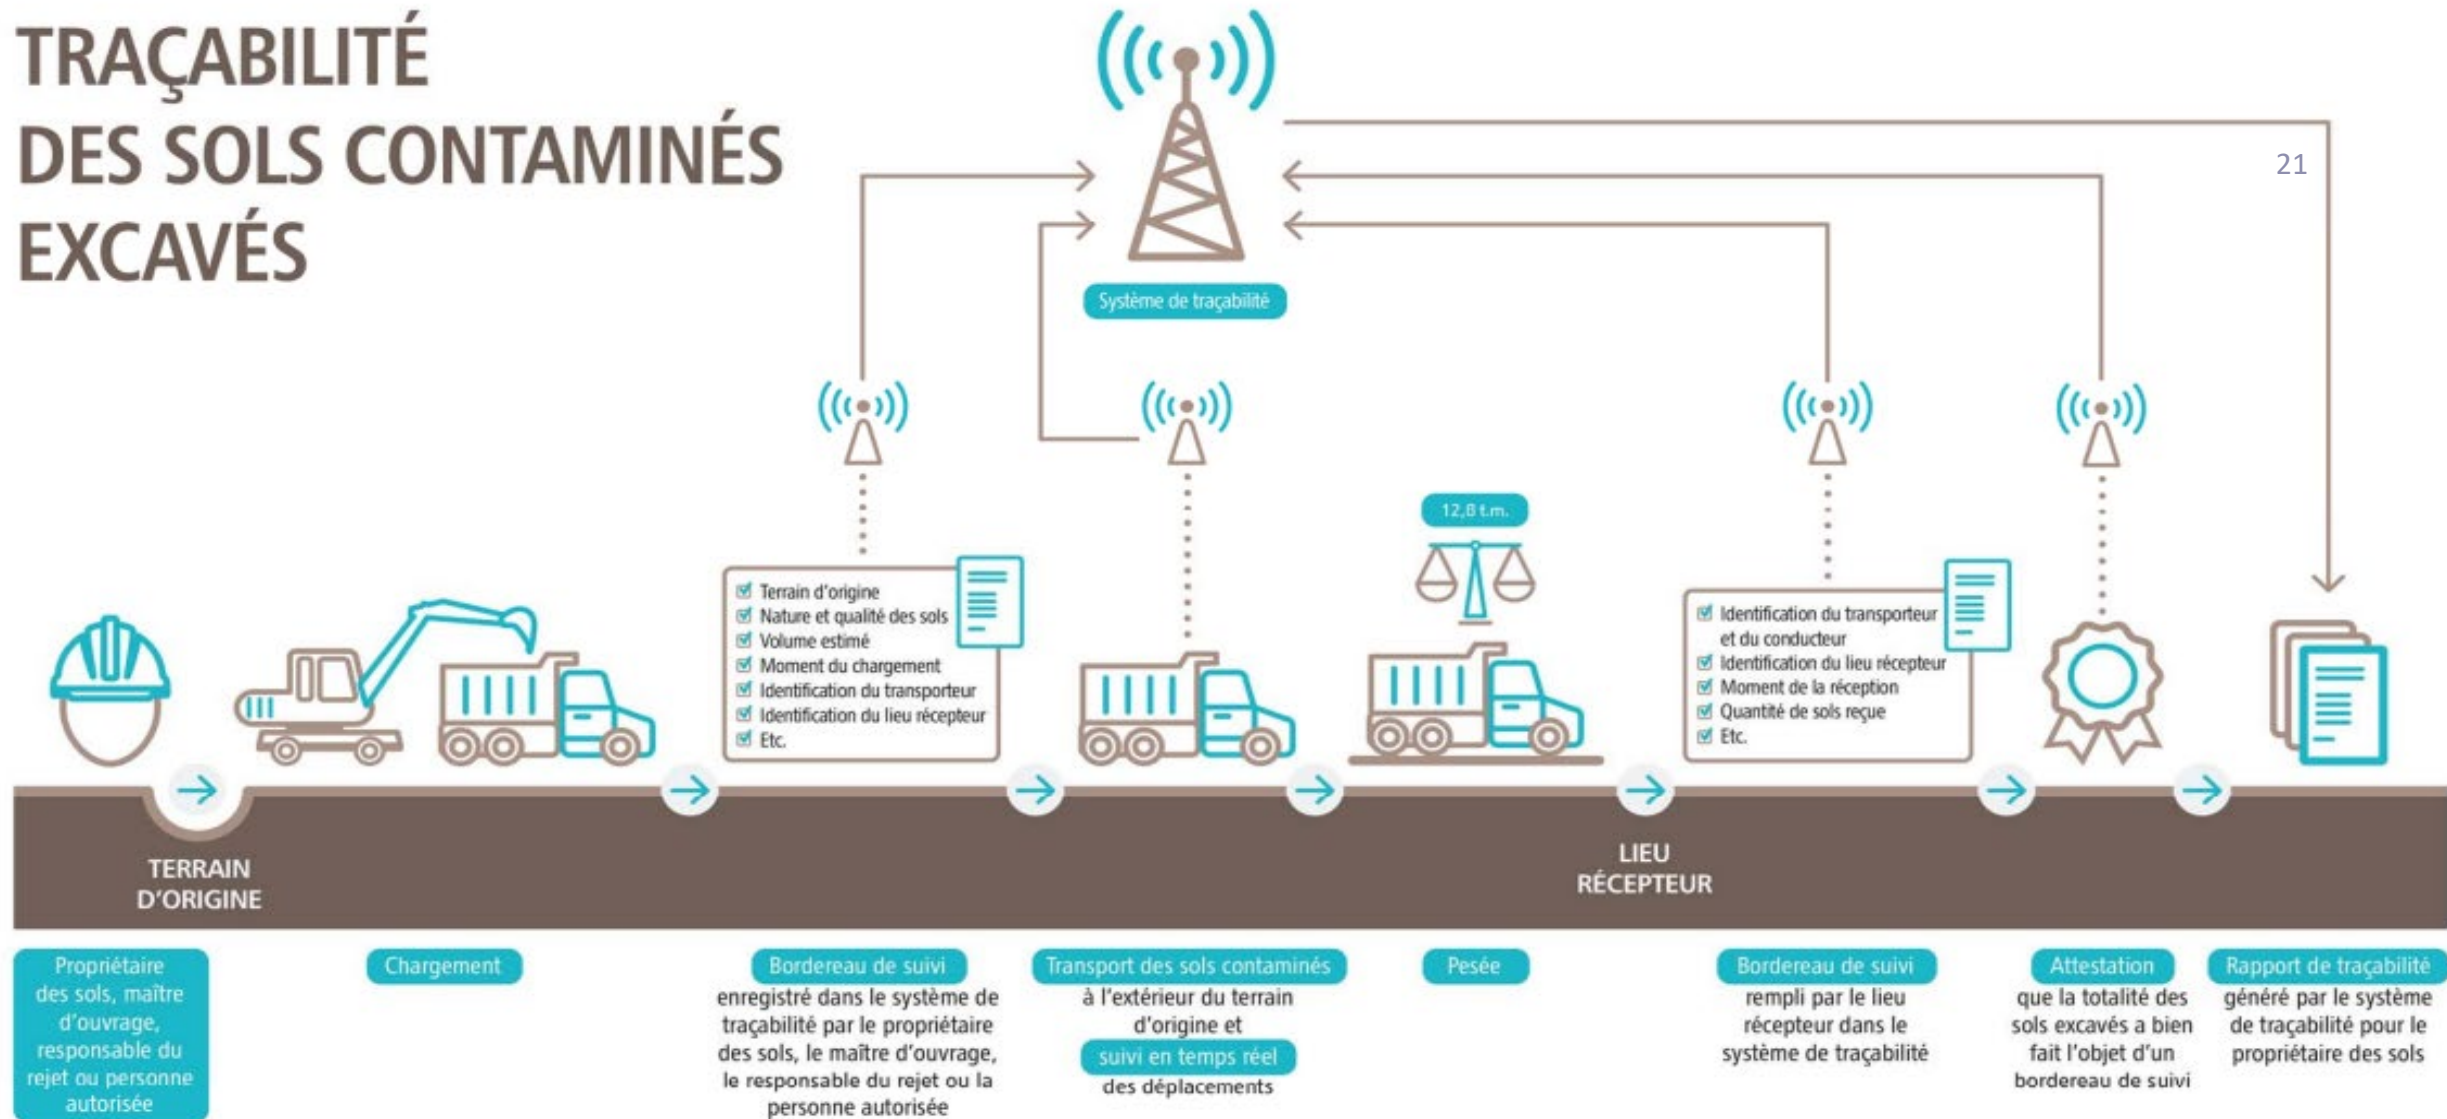 TRAÇABILITÉ
DES SOLS CONTAMINÉS
EXCAVÉS
21
Système de traçabilité
12,8 t.m.
Terrain d'origine
Nature et qualité des sols
Volume estimé
Moment du chargement
Identification du transporteur
Identification du lieu récepteur
Etc.
Identification du transporteur
et du conducteur
Identification du lieu récepteur
Moment de la réception
Quantité de sols reçue
Etc.
TERRAIN
D'ORIGINE
LIEU
RÉCEPTEUR
Propriétaire
des sols, maître
d'ouvrage,
responsable du
rejet ou personne
autorisée
Chargement
Bordereau de suivi
enregistré dans le système de
traçabilité par le propriétaire
des sols, le maître d'ouvrage,
le responsable du rejet ou la
personne autorisée
Transport des sols contaminés
à l'extérieur du terrain
d'origine et
suivi en temps réel
des déplacements
Pesée
Bordereau de suivi
rempli par le lieu
récepteur dans le
système de traçabilité
Attestation
que la totalité des
sols excavés a bien
fait l'objet d'un
bordereau de suivi
Rapport de traçabilité
généré par le système
de traçabilité pour le
propriétaire des sols